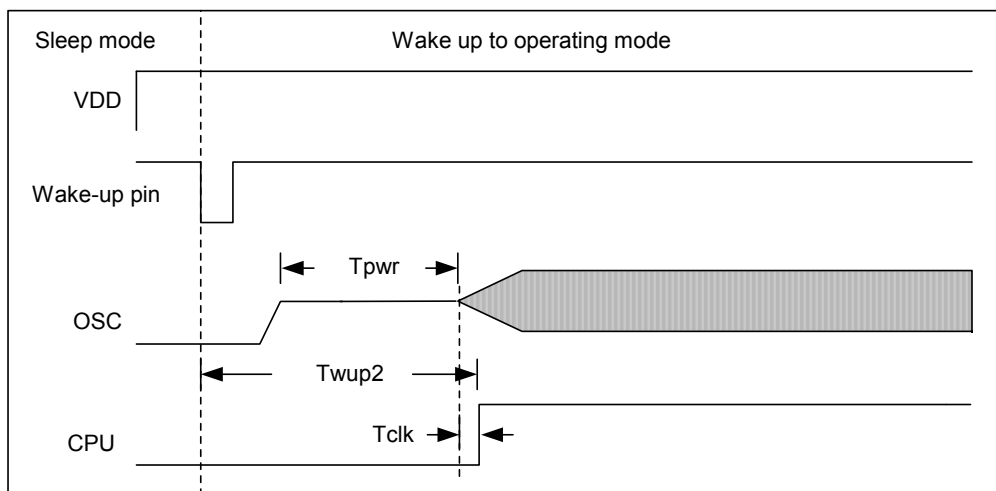 Sleep mode
Wake up to operating mode
VDD
Wake-up pin
Tpwr
OSC
Twup2
Tclk
CPU